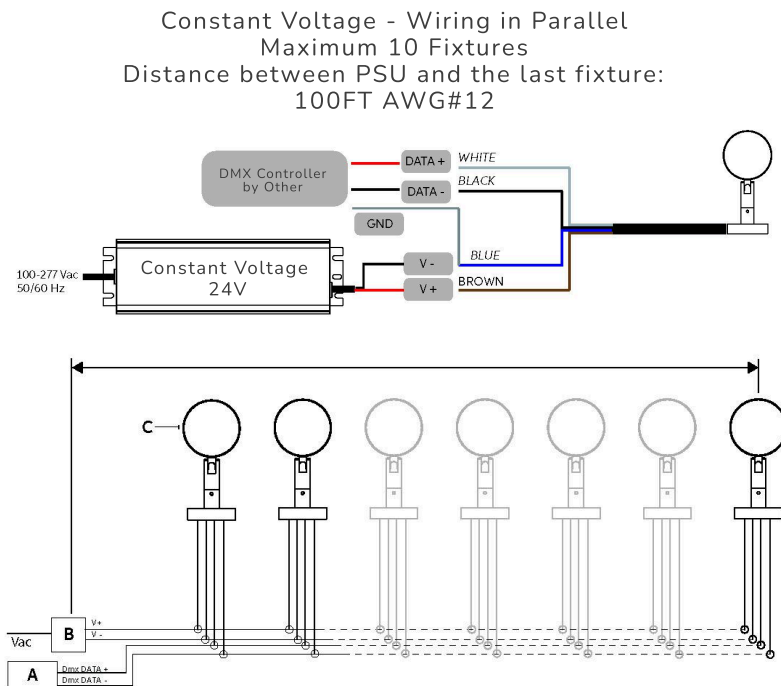 Constant Voltage - Wiring in Parallel
Maximum 10 Fixtures
Distance between PSU and the last fixture:
100FT AWG#12
DMX Controller
by Other
DATA +
WHITE
DATA -
BLACK
GND
100-277 Vac
50/60 Hz
Constant Voltage
24V
V -
BLUE
V +
BROWN
C
Vac
B
V+
V -
A
Dmx DATA +
Dmx DATA -